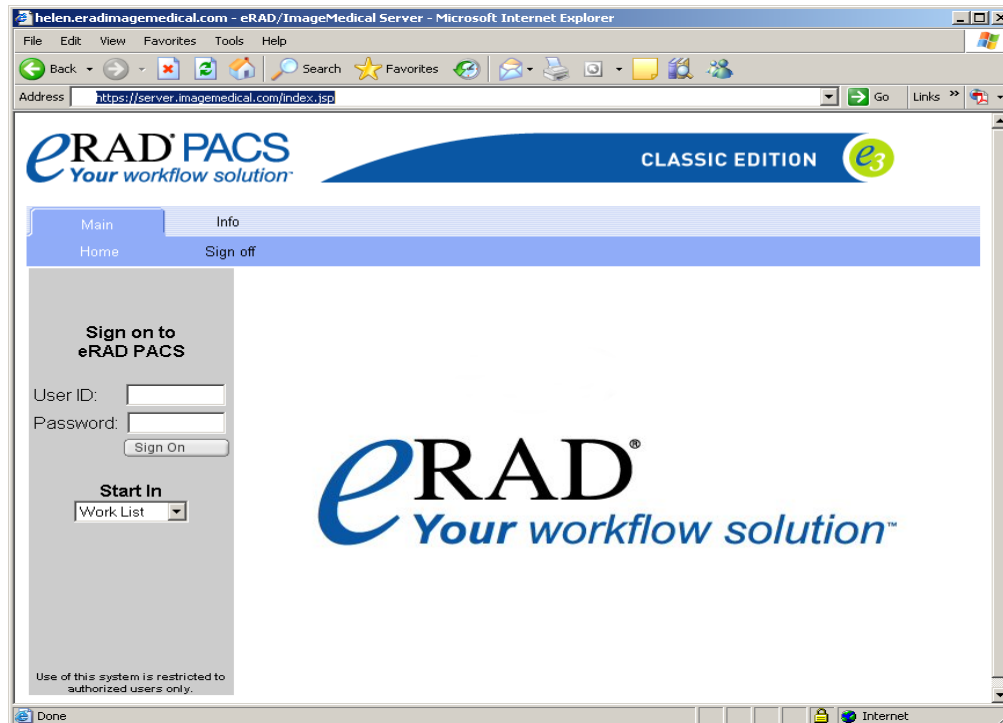 helen.eradimagemedical.com - eRAD/ImageMedical Server - Microsoft Internet Explorer
File Edit View Favorites Tools Help
Back Search Favorites
Address https://server.imagemedical.com/index.jsp Go Links »
eRAD® PACS
Your workflow solution™
CLASSIC EDITION e3
Main Info
Home Sign off
Sign on to
eRAD PACS
User ID:
Password:
Sign On
Start In
Work List
eRAD®
Your workflow solution™
Use of this system is restricted to
authorized users only.
Done Internet